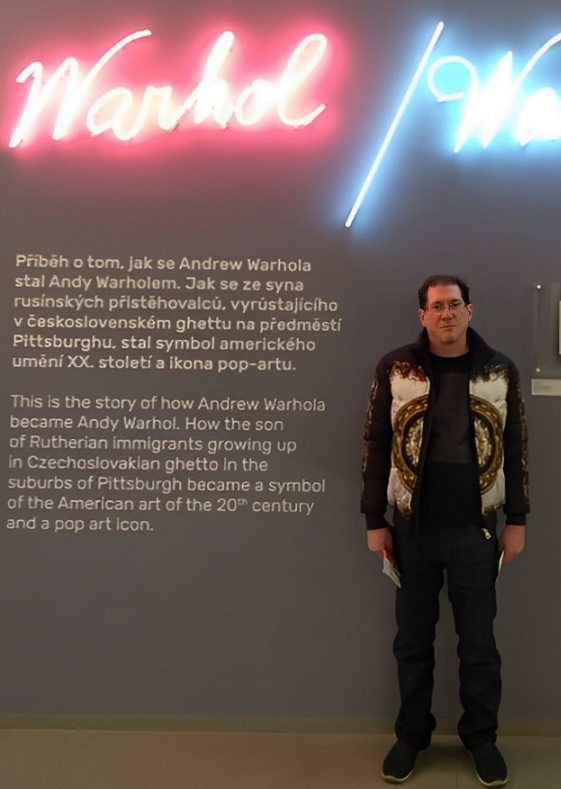 Warhol / Wa
Příběh o tom, jak se Andrew Warhola
stal Andy Warholem. Jak se ze syna
rusínských přistěhovalců, vyrůstajícího
v československém ghettu na předměstí
Pittsburghu, stal symbol amerického
umění XX. století a ikona pop-artu.
This is the story of how Andrew Warhola
became Andy Warhol. How the son
of Rutherian immigrants growing up
in Czechoslovakian ghetto in the
suburbs of Pittsburgh became a symbol
of the American art of the 20th century
and a pop art icon.